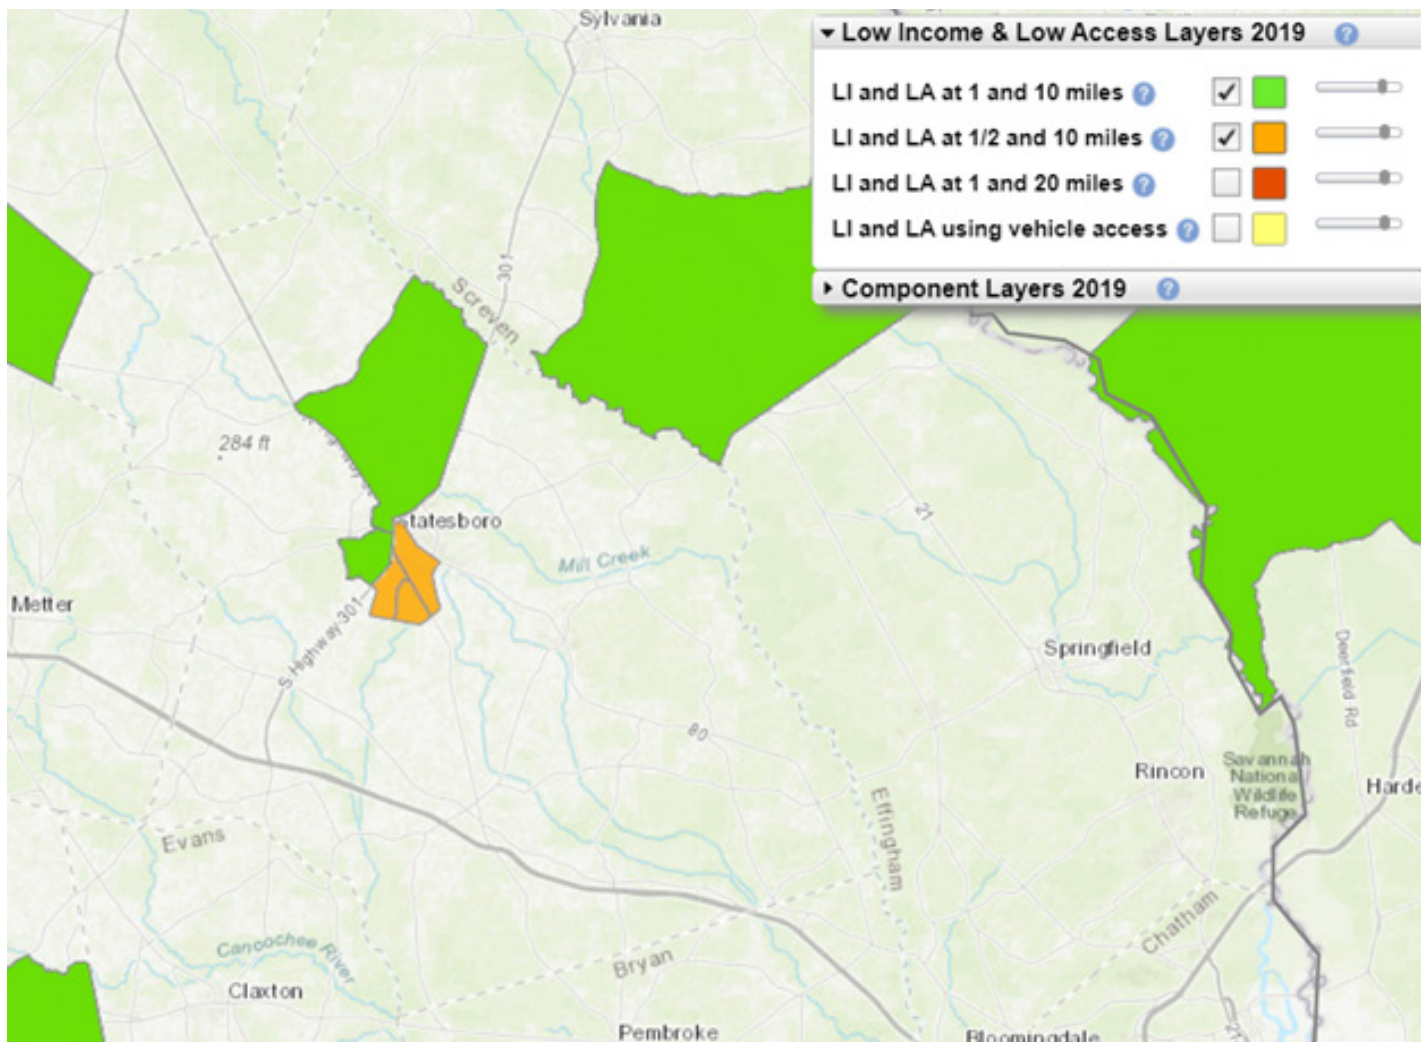 Sylvania
Low Income & Low Access Layers 2019
LI and LA at 1 and 10 miles
LI and LA at 1/2 and 10 miles
LI and LA at 1 and 20 miles
LI and LA using vehicle access
Component Layers 2019
301
Screven
284 ft
Statesboro
21
Mill Creek
Metter
S Highway 301
Springfield
Deerfield Rd
80
Rincon
Savannah
National
Wildlife
Refuge
Harde
Evans
Effingham
Chatham
Canoochee River
Bryan
Claxton
Pembroke
Bloomingdale
21